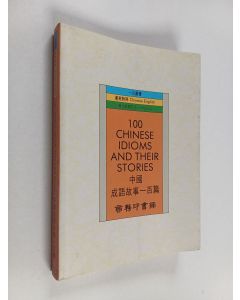 100
CHINESE
IDIOMS
AND THEIR
STORIES
中國
成語故事一百篇
商務印書館